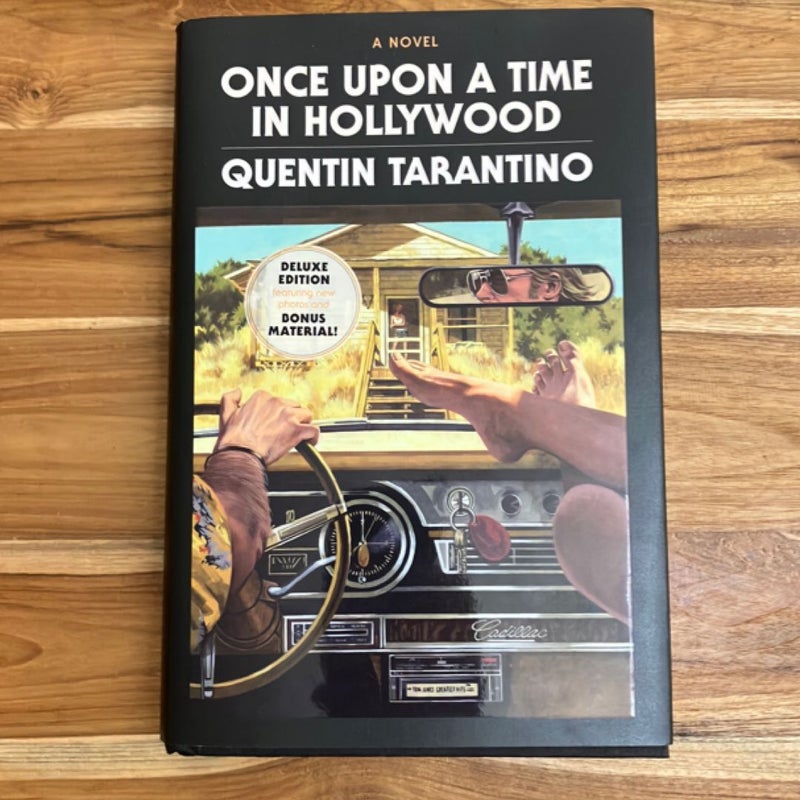 A NOVEL
ONCE UPON A TIME
IN HOLLYWOOD
QUENTIN TARANTINO
DELUXE
EDITION
featuring new
photos and
BONUS
MATERIAL!
Cadillac